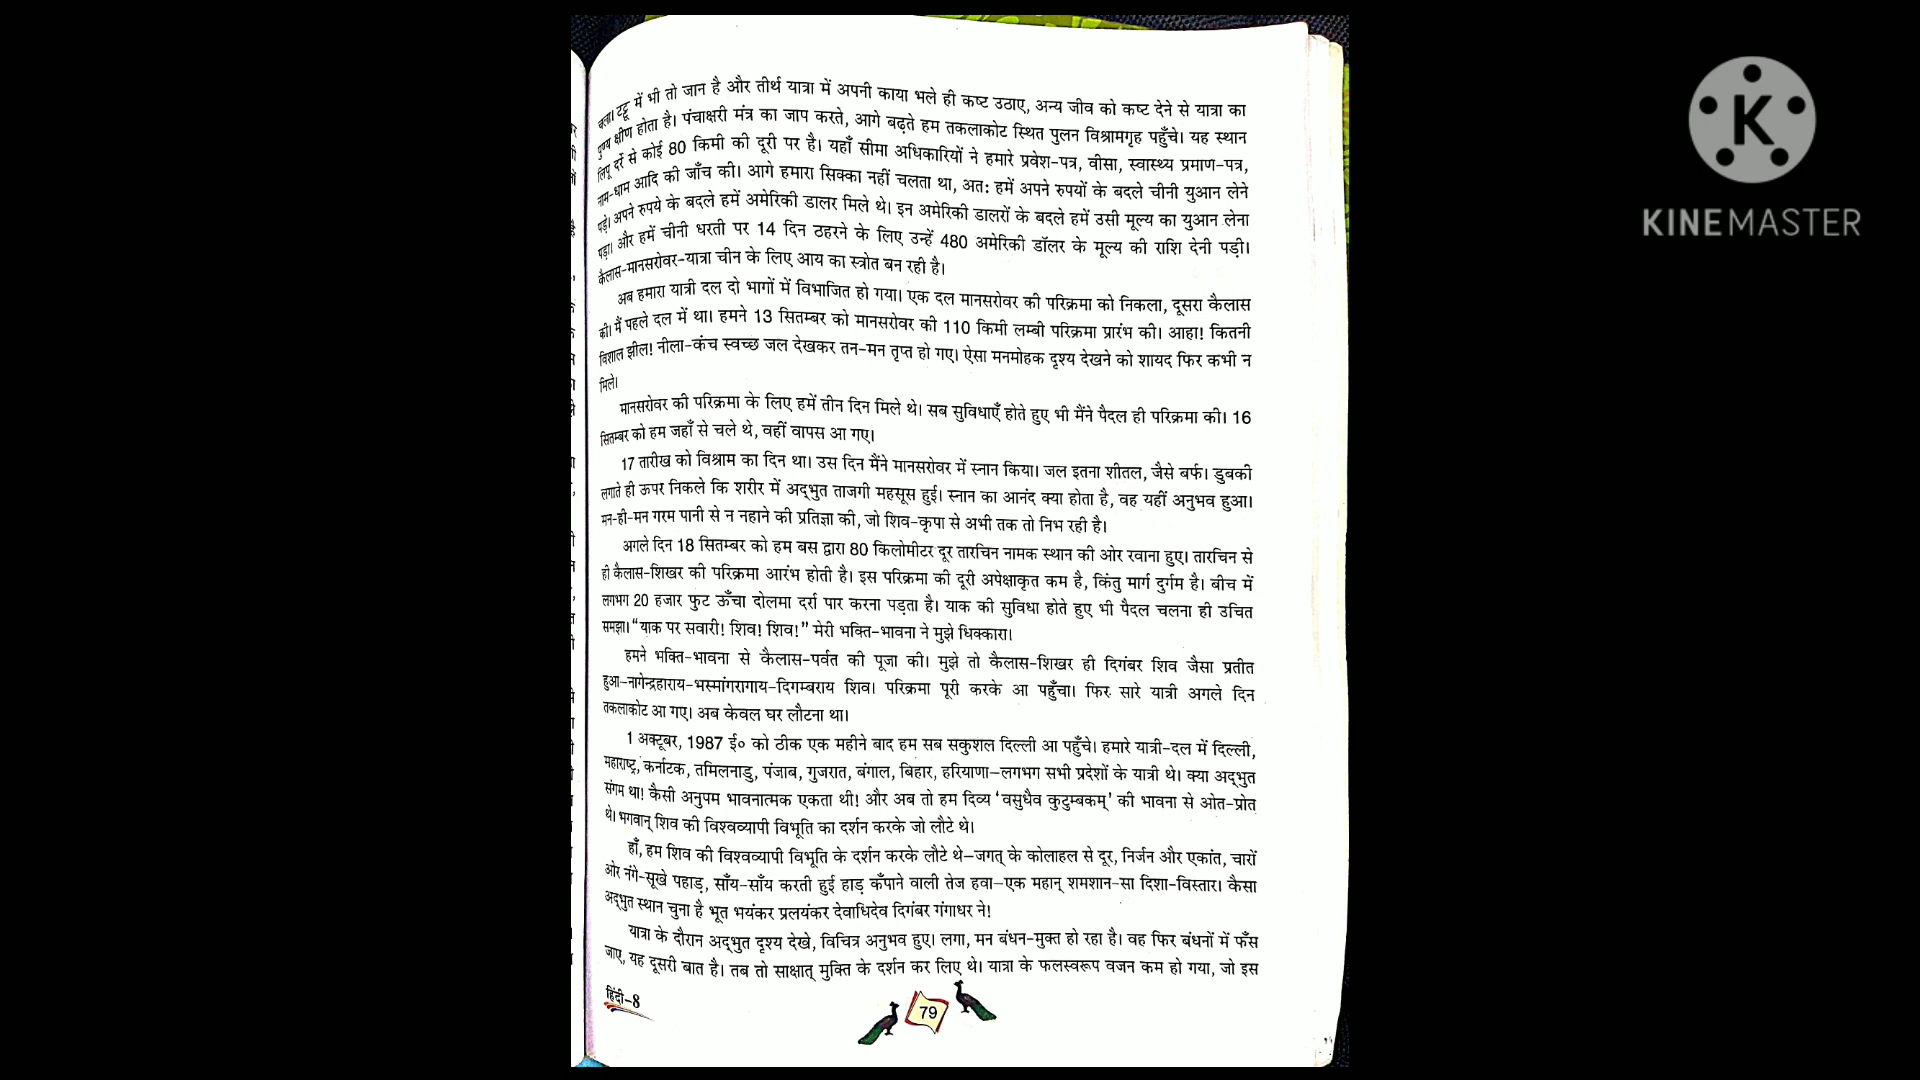 चला। टट्टू में भी तो जान है और तीर्थ यात्रा में अपनी काया भले ही कष्ट उठाए, अन्य जीव को कष्ट देने से यात्रा का
पुण्य क्षीण होता है। पंचाक्षरी मंत्र का जाप करते, आगे बढ़ते हम तकलाकोट स्थित पुलन विश्रामगृह पहुँचे। यह स्थान
लिपू दर्रे से कोई 80 किमी की दूरी पर है। यहाँ सीमा अधिकारियों ने हमारे प्रवेश-पत्र, वीसा, स्वास्थ्य प्रमाण-पत्र,
नाम-धाम आदि की जाँच की। आगे हमारा सिक्का नहीं चलता था, अतः हमें अपने रुपयों के बदले चीनी युआन लेने
पड़े। अपने रुपये के बदले हमें अमेरिकी डालर मिले थे। इन अमेरिकी डालरों के बदले हमें उसी मूल्य का युआन लेना
पड़ा। और हमें चीनी धरती पर 14 दिन ठहरने के लिए उन्हें 480 अमेरिकी डॉलर के मूल्य की राशि देनी पड़ी।
कैलास-मानसरोवर-यात्रा चीन के लिए आय का स्त्रोत बन रही है।
अब हमारा यात्री दल दो भागों में विभाजित हो गया। एक दल मानसरोवर की परिक्रमा को निकला, दूसरा कैलास
की। मैं पहले दल में था। हमने 13 सितम्बर को मानसरोवर की 110 किमी लम्बी परिक्रमा प्रारंभ की। आहा! कितनी
विशाल झील! नीला-कंच स्वच्छ जल देखकर तन-मन तृप्त हो गए। ऐसा मनमोहक दृश्य देखने को शायद फिर कभी न
मिले।
मानसरोवर की परिक्रमा के लिए हमें तीन दिन मिले थे। सब सुविधाएँ होते हुए भी मैंने पैदल ही परिक्रमा की। 16
सितम्बर को हम जहाँ से चले थे, वहीं वापस आ गए।
17 तारीख को विश्राम का दिन था। उस दिन मैंने मानसरोवर में स्नान किया। जल इतना शीतल, जैसे बर्फ। डुबकी
लगाते ही ऊपर निकले कि शरीर में अद्‌भुत ताजगी महसूस हुई। स्नान का आनंद क्या होता है, वह यहीं अनुभव हुआ।
मन-ही-मन गरम पानी से न नहाने की प्रतिज्ञा की, जो शिव-कृपा से अभी तक तो निभ रही है।
अगले दिन 18 सितम्बर को हम बस द्वारा 80 किलोमीटर दूर तारचिन नामक स्थान की ओर रवाना हुए। तारचिन से
ही कैलास-शिखर की परिक्रमा आरंभ होती है। इस परिक्रमा की दूरी अपेक्षाकृत कम है, किंतु मार्ग दुर्गम है। बीच में
लगभग 20 हजार फुट ऊँचा दोलमा दर्रा पार करना पड़ता है। याक की सुविधा होते हुए भी पैदल चलना ही उचित
समझा। “याक पर सवारी! शिव! शिव!” मेरी भक्ति-भावना ने मुझे धिक्कारा।
हमने भक्ति-भावना से कैलास-पर्वत की पूजा की। मुझे तो कैलास-शिखर ही दिगंबर शिव जैसा प्रतीत
हुआ-नागेन्द्रहाराय-भस्मांगरागाय-दिगम्बराय शिव। परिक्रमा पूरी करके आ पहुँचा। फिर सारे यात्री अगले दिन
तकलाकोट आ गए। अब केवल घर लौटना था।
1 अक्टूबर, 1987 ई० को ठीक एक महीने बाद हम सब सकुशल दिल्ली आ पहुँचे। हमारे यात्री-दल में दिल्ली,
महाराष्ट्र, कर्नाटक, तमिलनाडु, पंजाब, गुजरात, बंगाल, बिहार, हरियाणा—लगभग सभी प्रदेशों के यात्री थे। क्या अद्‌भुत
संगम था! कैसी अनुपम भावनात्मक एकता थी! और अब तो हम दिव्य ‘वसुधैव कुटुम्बकम्’ की भावना से ओत-प्रोत
थे। भगवान् शिव की विश्वव्यापी विभूति का दर्शन करके जो लौटे थे।
हाँ, हम शिव की विश्वव्यापी विभूति के दर्शन करके लौटे थे—जगत् के कोलाहल से दूर, निर्जन और एकांत, चारों
ओर नंगे-सूखे पहाड़, साँय-साँय करती हुई हाड़ कँपाने वाली तेज हवा—एक महान् शमशान-सा दिशा-विस्तार। कैसा
अद्‌भुत स्थान चुना है भूत भयंकर प्रलयंकर देवाधिदेव दिगंबर गंगाधर ने!
यात्रा के दौरान अद्‌भुत दृश्य देखे, विचित्र अनुभव हुए। लगा, मन बंधन-मुक्त हो रहा है। वह फिर बंधनों में फँस
जाए, यह दूसरी बात है। तब तो साक्षात् मुक्ति के दर्शन कर लिए थे। यात्रा के फलस्वरूप वजन कम हो गया, जो इस
हिंदी-8
79
K
KINEMASTER